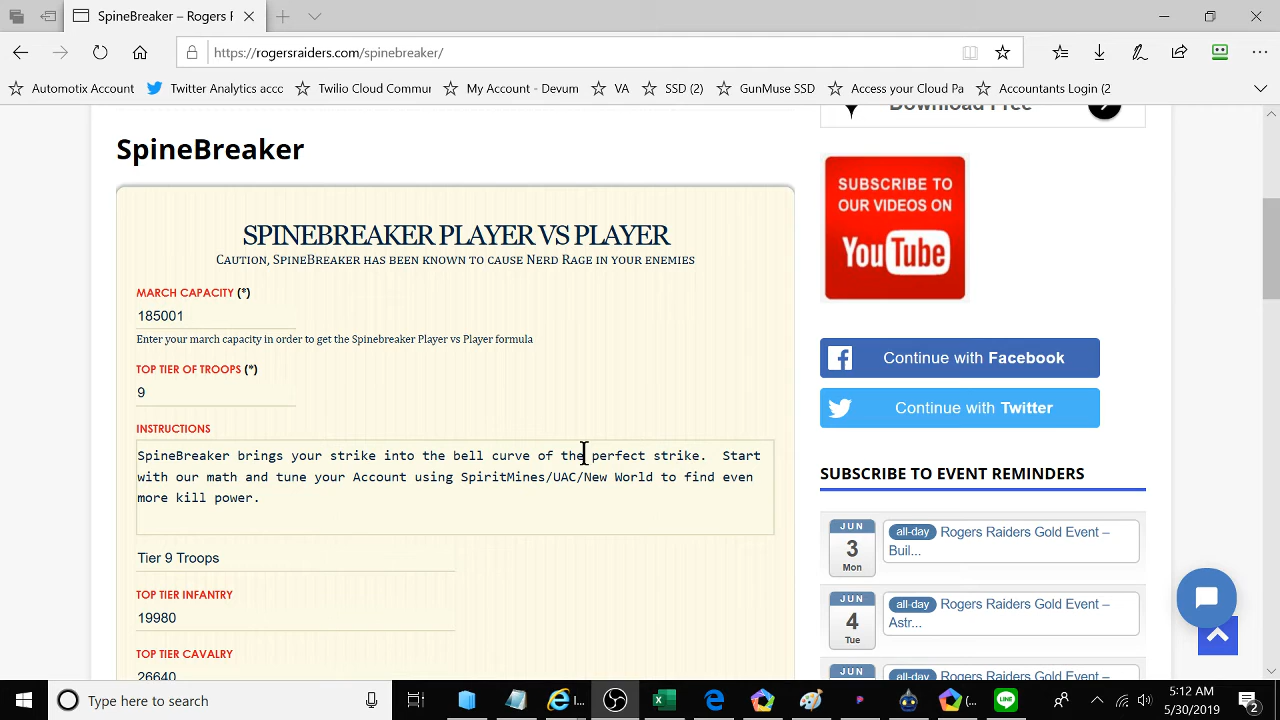 SpineBreaker – Rogers R
https://rogersraiders.com/spinebreaker/
Automotix Account
Twitter Analytics acco
Twilio Cloud Commur
My Account - Devum
VA
SSD (2)
GunMuse SSD
Access your Cloud Pa
Accountants Login (2
Download Free
SpineBreaker
SPINEBREAKER PLAYER VS PLAYER
CAUTION, SPINEBREAKER HAS BEEN KNOWN TO CAUSE NERD RAGE IN YOUR ENEMIES
MARCH CAPACITY (*)
185001
Enter your march capacity in order to get the Spinebreaker Player vs Player formula
TOP TIER OF TROOPS (*)
9
INSTRUCTIONS
SpineBreaker brings your strike into the bell curve of the perfect strike.  Start
with our math and tune your Account using SpiritMines/UAC/New World to find even
more kill power.
Tier 9 Troops
TOP TIER INFANTRY
19980
TOP TIER CAVALRY
26640
SUBSCRIBE TO
OUR VIDEOS ON
YouTube
Continue with Facebook
Continue with Twitter
SUBSCRIBE TO EVENT REMINDERS
JUN
3
Mon
all-day
Rogers Raiders Gold Event –
Buil...
JUN
4
Tue
all-day
Rogers Raiders Gold Event –
Astr...
JUN
all-day
Rogers Raiders Gold Event –
Type here to search
I...
(...
LINE
5:12 AM
5/30/2019
2